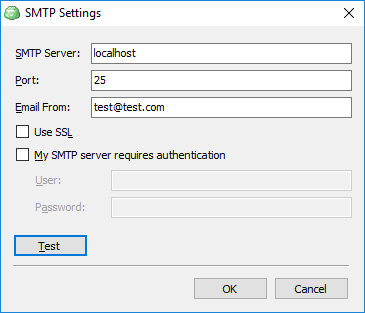 SMTP Settings
SMTP Server: localhost
Port: 25
Email From: test@test.com
Use SSL
My SMTP server requires authentication
User:
Password:
Test
OK Cancel